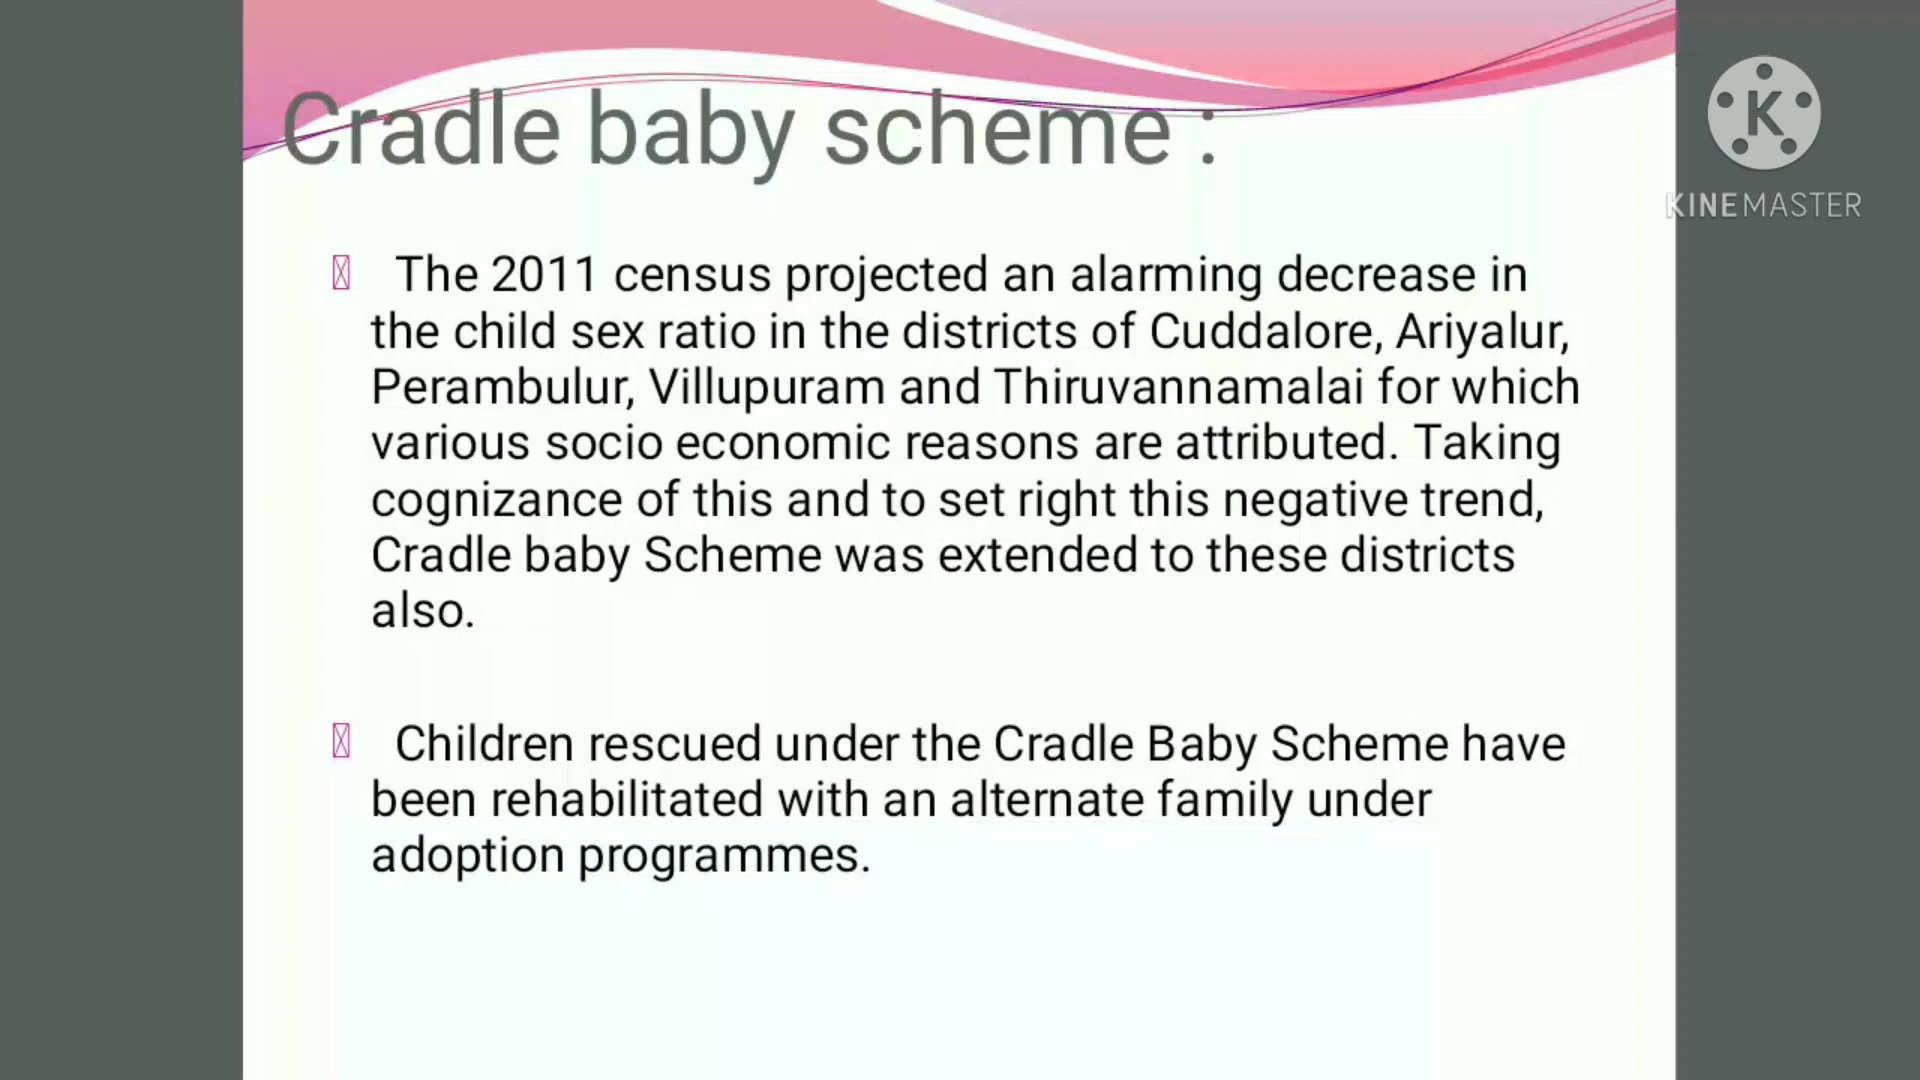 Cradle baby scheme :
K
KINEMASTER
The 2011 census projected an alarming decrease in
the child sex ratio in the districts of Cuddalore, Ariyalur,
Perambulur, Villupuram and Thiruvannamalai for which
various socio economic reasons are attributed. Taking
cognizance of this and to set right this negative trend,
Cradle baby Scheme was extended to these districts
also.
Children rescued under the Cradle Baby Scheme have
been rehabilitated with an alternate family under
adoption programmes.